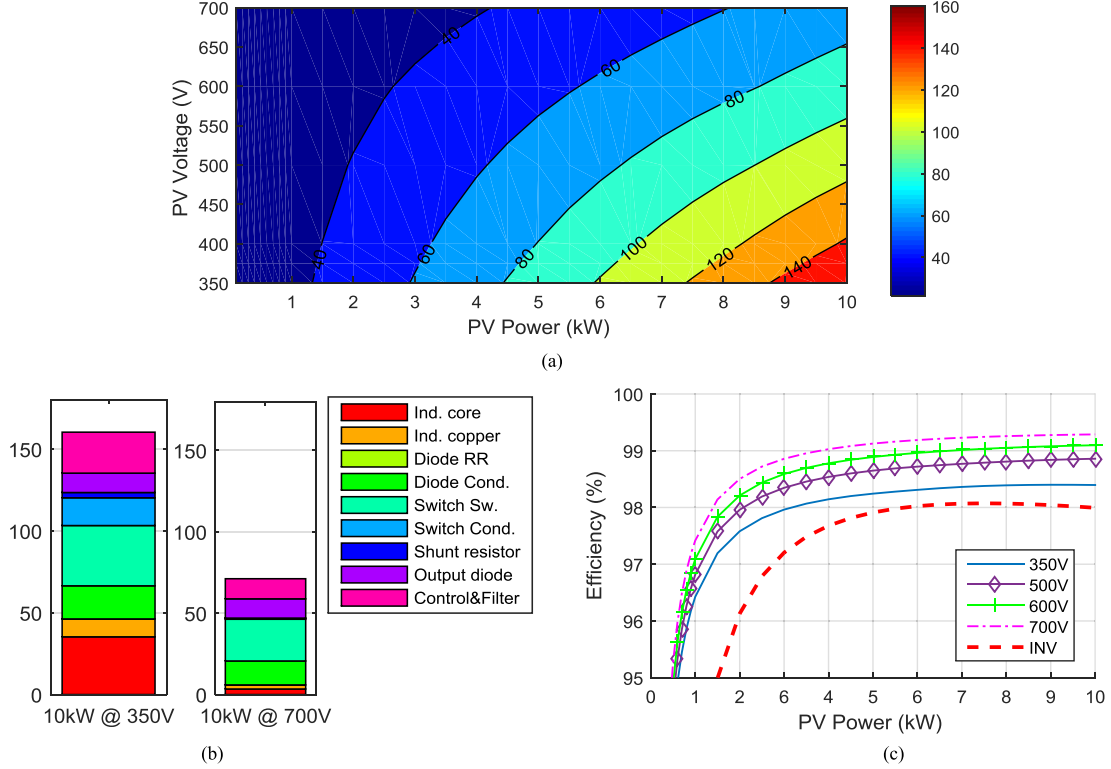 700
650
600
550
500
450
400
350
PV Voltage (V)
40
60
80
40
60
80
100
120
140
1 2 3 4 5 6 7 8 9 10
PV Power (kW)
160
140
120
100
80
60
40
(a)
150
100
50
0
10kW @ 350V
150
100
50
0
10kW @ 700V
Ind. core
Ind. copper
Diode RR
Diode Cond.
Switch Sw.
Switch Cond.
Shunt resistor
Output diode
Control&Filter
(b)
100
99
98
97
96
95
Efficiency (%)
350V
500V
600V
700V
INV
0 1 2 6 4 5 6 7 8 9 10
PV Power (kW)
(c)